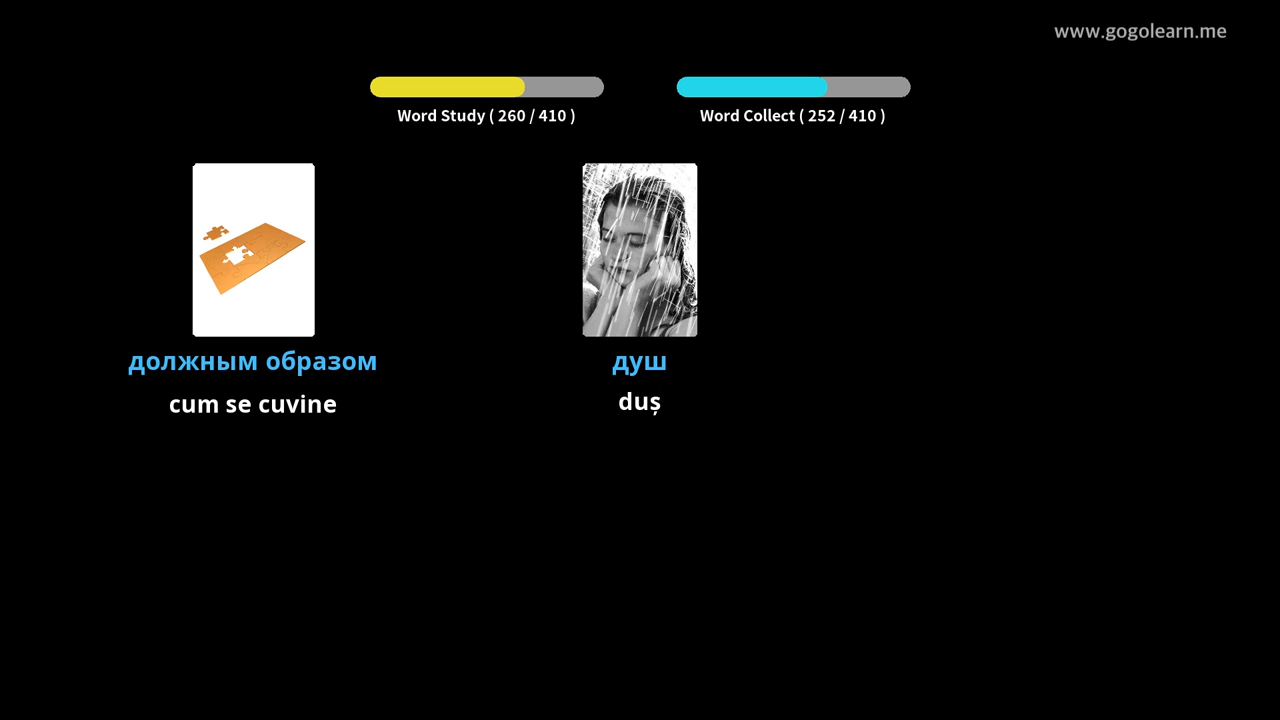 www.gogolearn.me
Word Study ( 260 / 410 )
Word Collect ( 252 / 410 )
должным образом
cum se cuvine
душ
duș